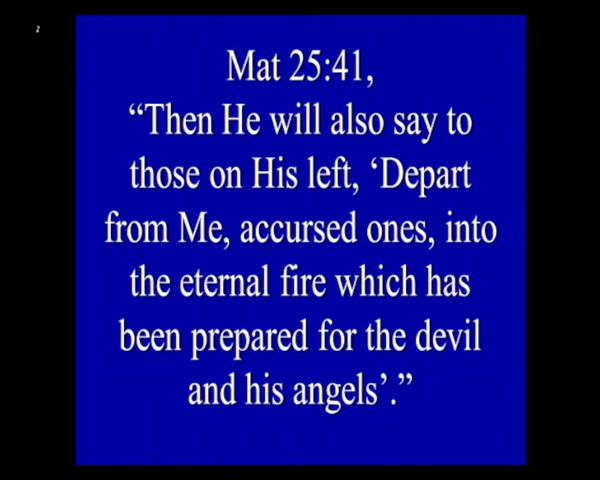 Mat 25:41,
“Then He will also say to
those on His left, ‘Depart
from Me, accursed ones, into
the eternal fire which has
been prepared for the devil
and his angels’.”